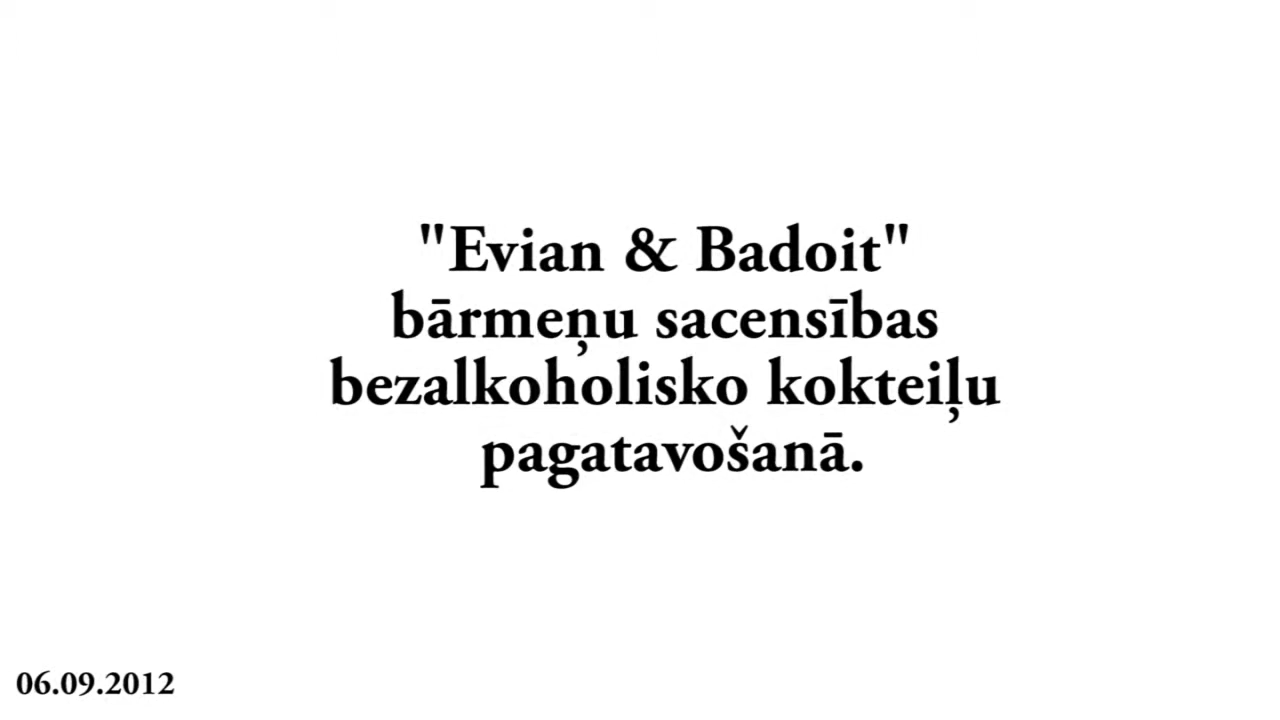 "Evian & Badoit"
bārmeņu sacensības
bezalkoholisko kokteiļu
pagatavošanā.
06.09.2012